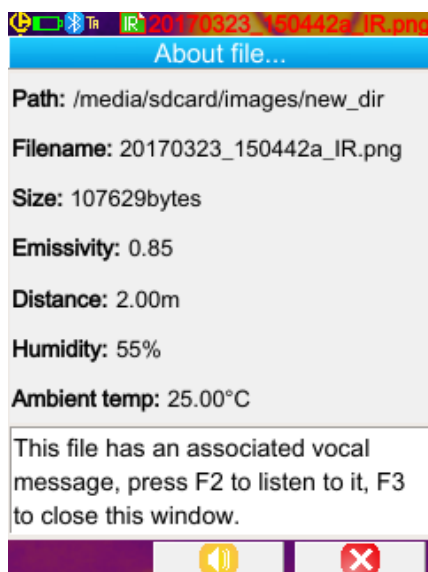 IR 20170323_150442a_IR.png
About file...
Path: /media/sdcard/images/new_dir
Filename: 20170323_150442a_IR.png
Size: 107629bytes
Emissivity: 0.85
Distance: 2.00m
Humidity: 55%
Ambient temp: 25.00°C
This file has an associated vocal
message, press F2 to listen to it, F3
to close this window.